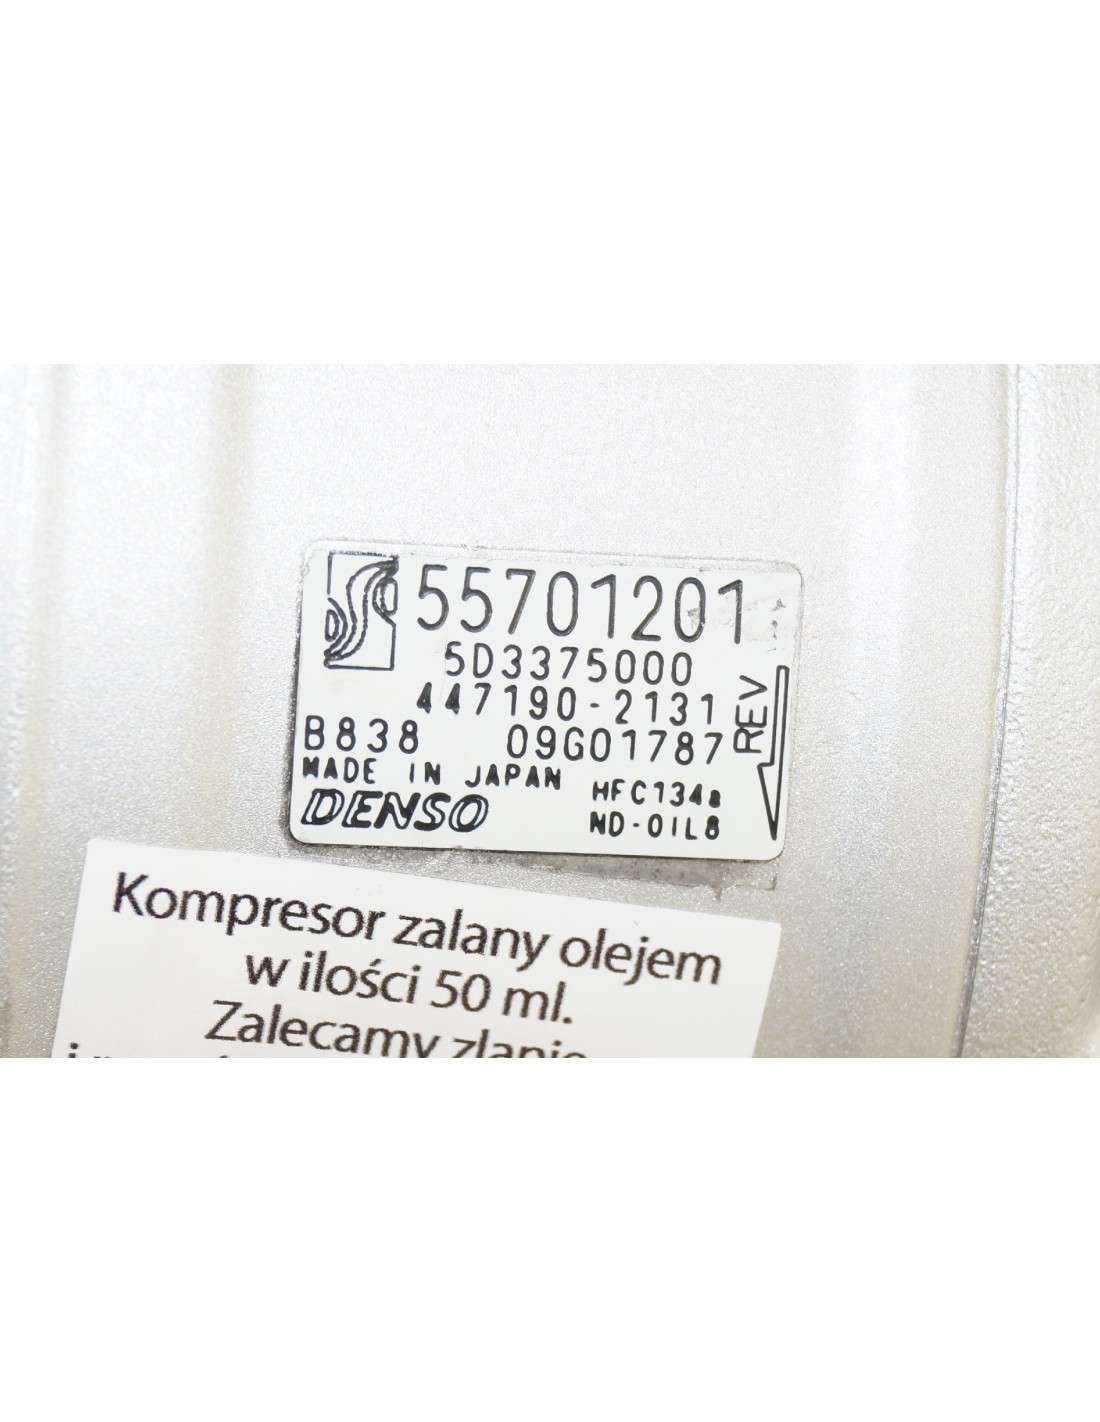 55701201
5D3375000
447190-2131
B838 09G01787
REV
MADE IN JAPAN HFC134a
DENSO ND-OIL8
Kompresor zalany olejem
w ilości 50 ml.
Zalecamy zlanie